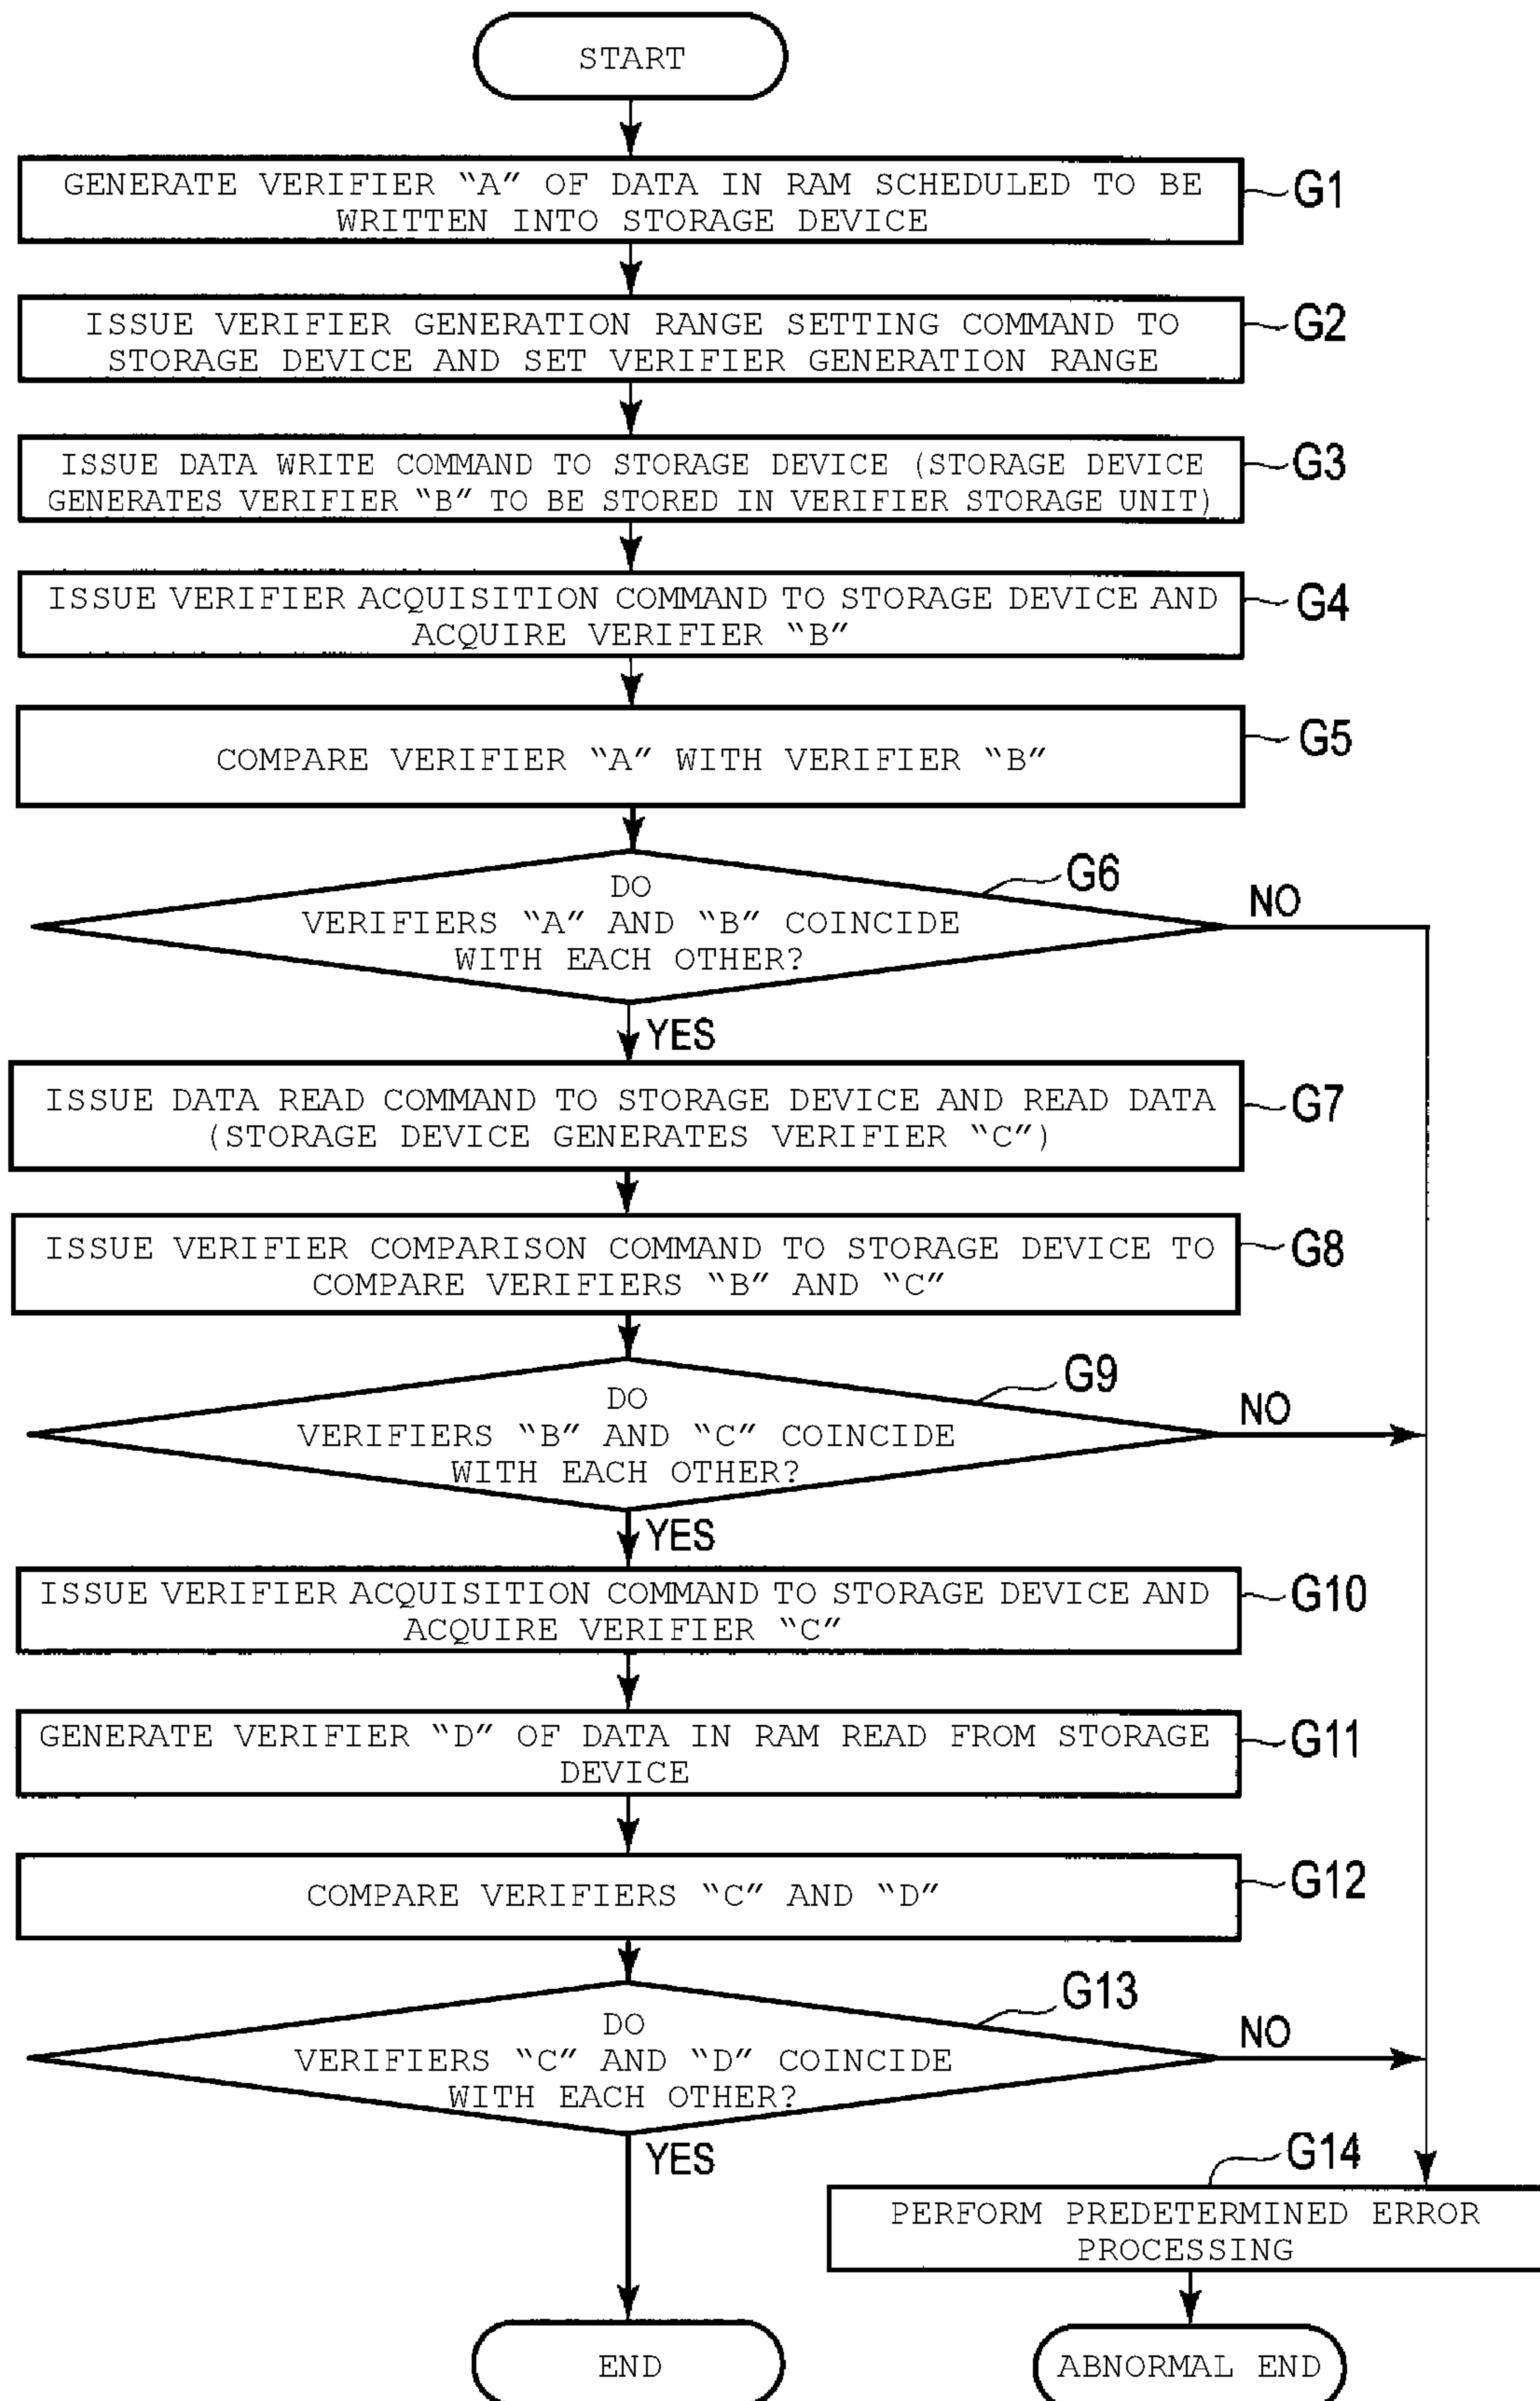 START
GENERATE VERIFIER “A” OF DATA IN RAM SCHEDULED TO BE
WRITTEN INTO STORAGE DEVICE
G1
ISSUE VERIFIER GENERATION RANGE SETTING COMMAND TO
STORAGE DEVICE AND SET VERIFIER GENERATION RANGE
G2
ISSUE DATA WRITE COMMAND TO STORAGE DEVICE (STORAGE DEVICE
GENERATES VERIFIER “B” TO BE STORED IN VERIFIER STORAGE UNIT)
G3
ISSUE VERIFIER ACQUISITION COMMAND TO STORAGE DEVICE AND
ACQUIRE VERIFIER “B”
G4
COMPARE VERIFIER “A” WITH VERIFIER “B”
G5
DO
VERIFIERS “A” AND “B” COINCIDE
WITH EACH OTHER?
G6
NO
YES
ISSUE DATA READ COMMAND TO STORAGE DEVICE AND READ DATA
(STORAGE DEVICE GENERATES VERIFIER “C”)
G7
ISSUE VERIFIER COMPARISON COMMAND TO STORAGE DEVICE TO
COMPARE VERIFIERS “B” AND “C”
G8
DO
VERIFIERS “B” AND “C” COINCIDE
WITH EACH OTHER?
G9
NO
YES
ISSUE VERIFIER ACQUISITION COMMAND TO STORAGE DEVICE AND
ACQUIRE VERIFIER “C”
G10
GENERATE VERIFIER “D” OF DATA IN RAM READ FROM STORAGE
DEVICE
G11
COMPARE VERIFIERS “C” AND “D”
G12
DO
VERIFIERS “C” AND “D” COINCIDE
WITH EACH OTHER?
G13
NO
YES
G14
PERFORM PREDETERMINED ERROR
PROCESSING
END
ABNORMAL END